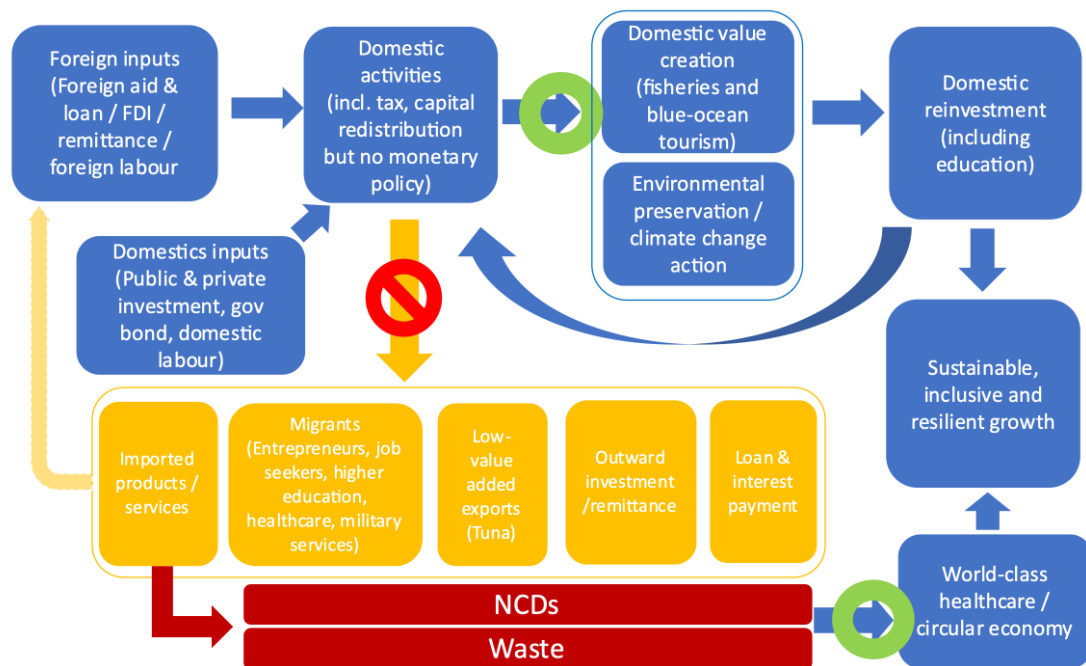 Foreign inputs
(Foreign aid &
loan / FDI /
remittance /
foreign labour
Domestic
activities
(incl. tax, capital
redistribution
but no monetary
policy)
Domestic value
creation
(fisheries and
blue-ocean
tourism)
Environmental
preservation /
climate change
action
Domestic
reinvestment
(including
education)
Domestics inputs
(Public & private
investment, gov
bond, domestic
labour)
Sustainable,
inclusive and
resilient growth
Imported
products /
services
Migrants
(Entrepreneurs, job
seekers, higher
education,
healthcare, military
services)
Low-
value
added
exports
(Tuna)
Outward
investment
/remittance
Loan &
interest
payment
NCDs
Waste
World-class
healthcare /
circular economy